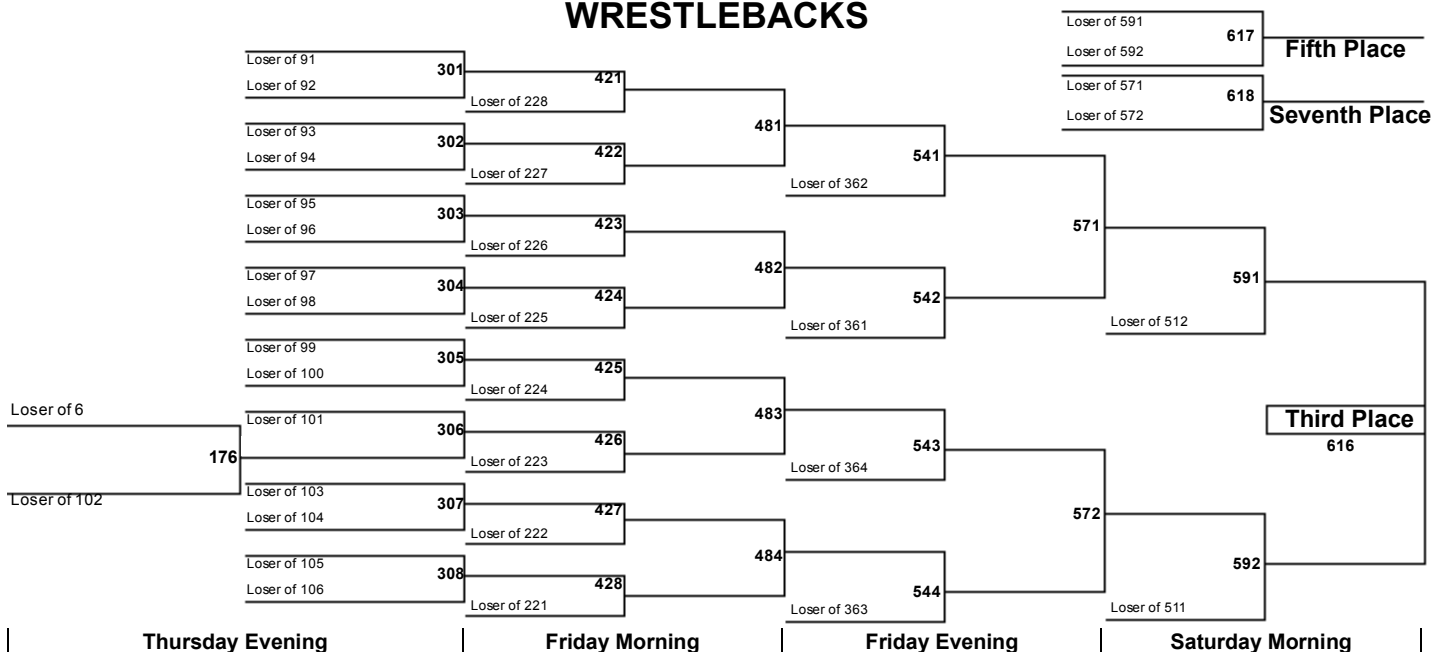 WRESTLEBACKS
Loser of 591
617
Loser of 592
Fifth Place
Loser of 571
618
Loser of 572
Seventh Place
Loser of 6
176
Loser of 102
Loser of 91
301
Loser of 92
Loser of 93
302
Loser of 94
Loser of 95
303
Loser of 96
Loser of 97
304
Loser of 98
Loser of 99
305
Loser of 100
Loser of 101
306
Loser of 103
307
Loser of 104
Loser of 105
308
Loser of 106
421
Loser of 228
422
Loser of 227
423
Loser of 226
424
Loser of 225
425
Loser of 224
426
Loser of 223
427
Loser of 222
428
Loser of 221
481
482
483
484
541
Loser of 362
542
Loser of 361
543
Loser of 364
544
Loser of 363
571
572
591
Loser of 512
592
Loser of 511
Third Place
616
Thursday Evening
Friday Morning
Friday Evening
Saturday Morning